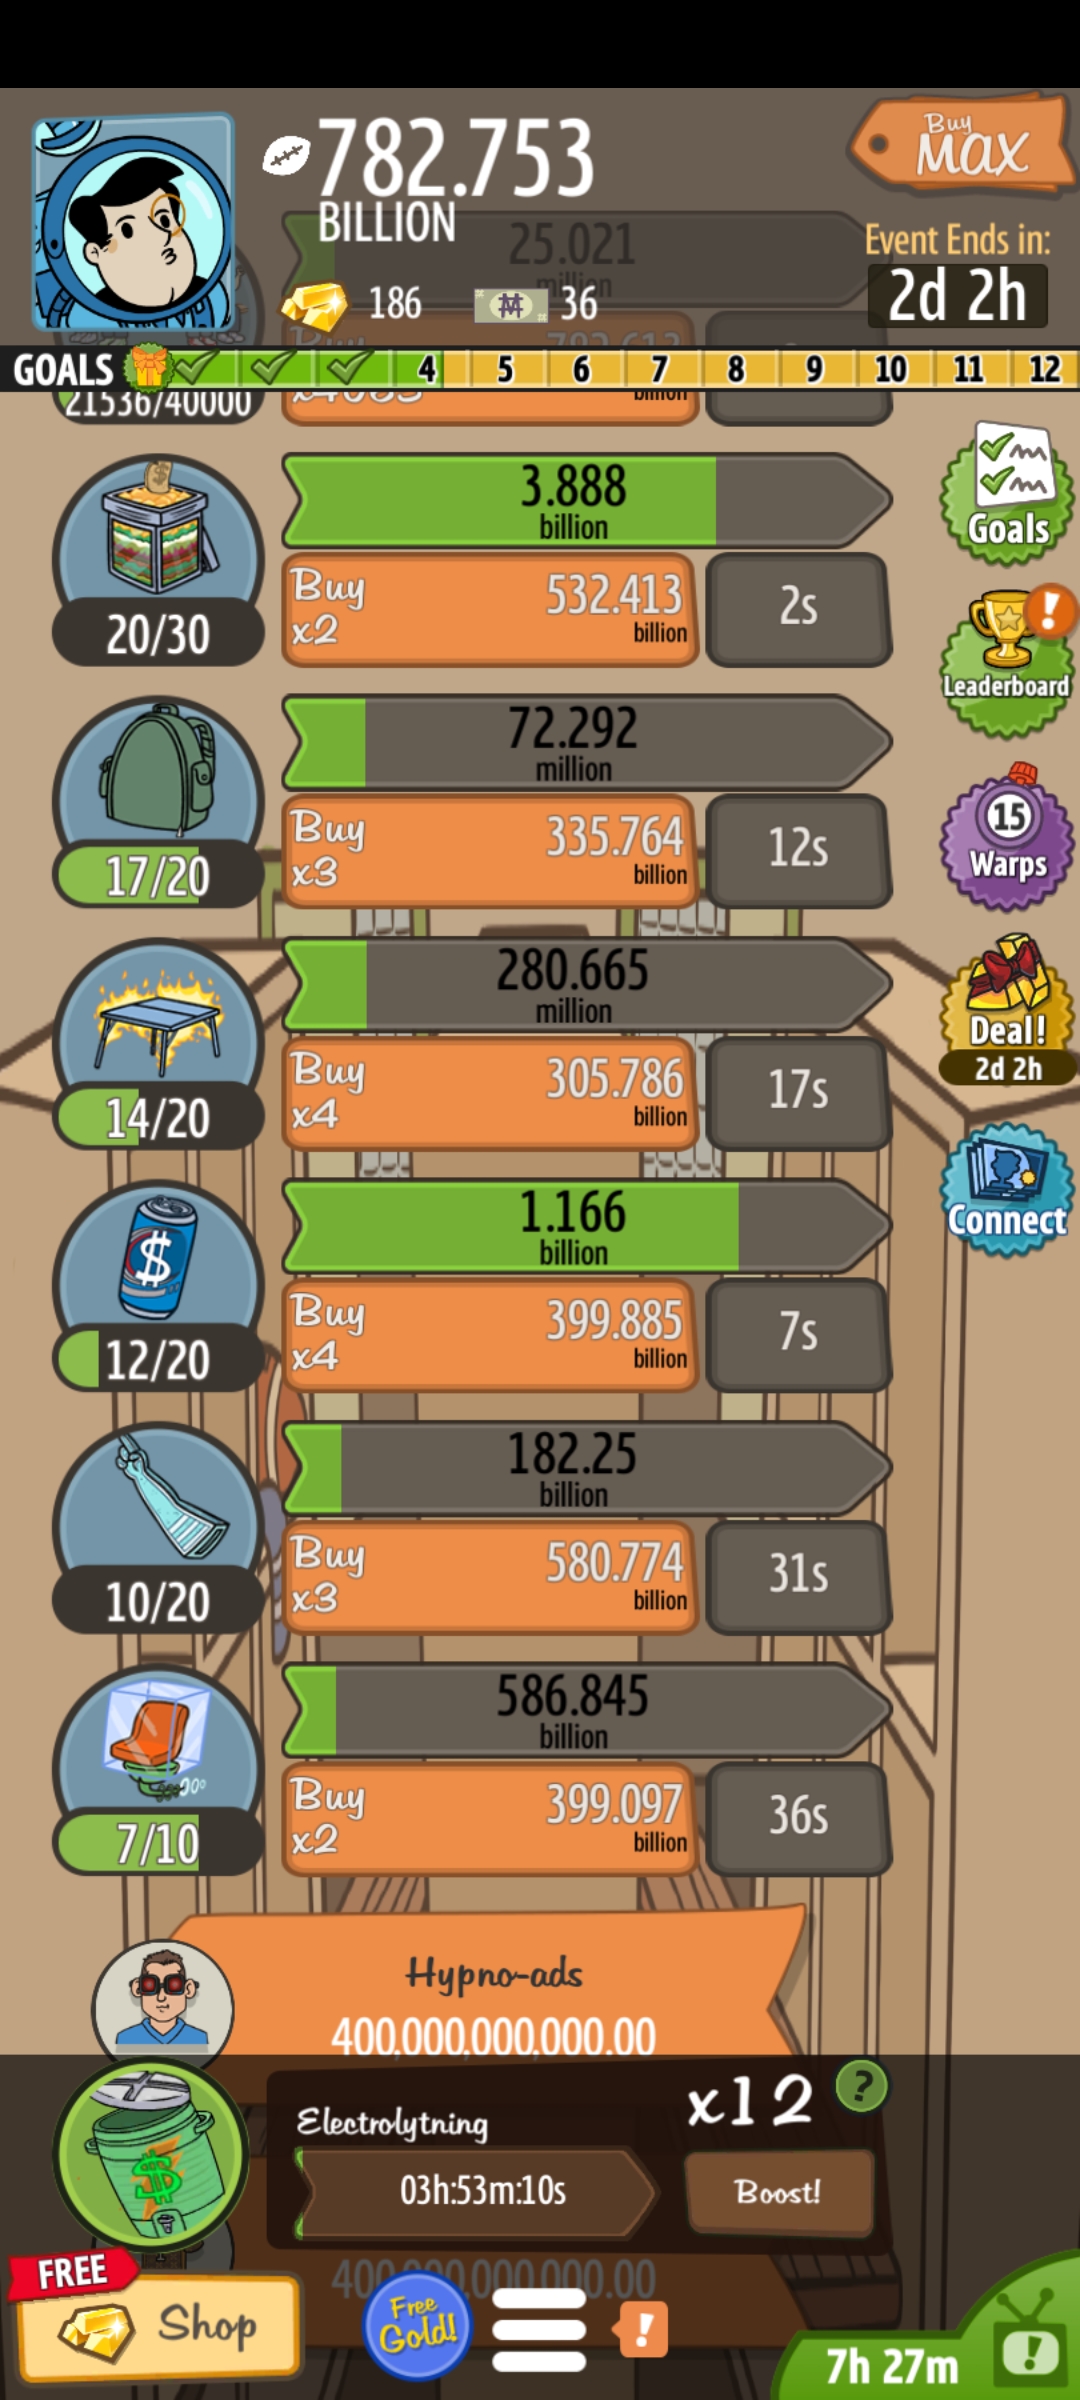 782.753
BILLION
Buy
MAX
25.021
million
Event Ends in:
2d 2h
186
36
Buy
782.613
GOALS
4
5
6
7
8
9
10
11
12
21536/40000
x4063
billion
3.888
billion
Goals
Buy
x2
532.413
billion
2s
20/30
Leaderboard
72.292
million
15
Warps
Buy
x3
335.764
billion
12s
17/20
280.665
million
Deal!
2d 2h
Buy
x4
305.786
billion
17s
14/20
1.166
billion
Connect
$
Buy
x4
399.885
billion
7s
12/20
182.25
billion
Buy
x3
580.774
billion
31s
10/20
586.845
billion
Buy
x2
399.097
billion
36s
7/10
Hypno-ads
400,000,000,000.00
Electrolytning
x12
?
$
03h:53m:10s
Boost!
400,000,000,000.00
FREE
Shop
Free
Gold!
!
7h 27m
!